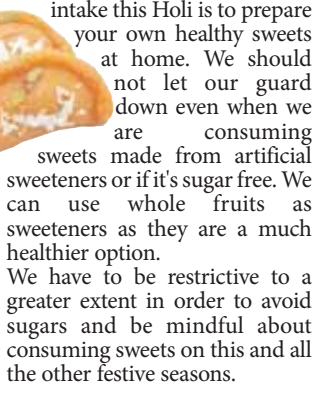 intake this Holi is to prepare
your own healthy sweets
at home. We should
not let our guard
down even when we
are consuming
sweets made from artificial
sweeteners or if it's sugar free. We
can use whole fruits as
sweeteners as they are a much
healthier option.
We have to be restrictive to a
greater extent in order to avoid
sugars and be mindful about
consuming sweets on this and all
the other festive seasons.